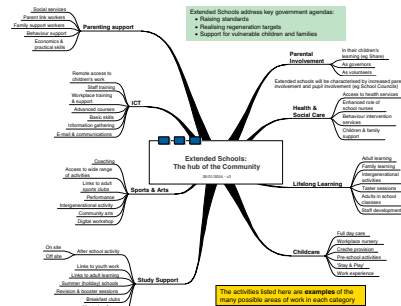 Extended Schools address key government agendas:
• Raising standards
• Realising regeneration targets
• Support for vulnerable children and families
Social services
Parent link workers
Family support workers
Behaviour support
Economics &
practical skills
Parenting support
Remote access to
children's work
Staff training
Workplace training
& support
Advanced courses
Basic skills
Information gathering
E-mail & communications
ICT
Coaching
Access to wide range
of activities
Links to adult
sports clubs
Performance
Intergenerational activity
Community arts
Digital workshop
Sports & Arts
On site
Off site
After school activity
Links to youth work
Links to adult learning
Summer (holiday) schools
Revision & booster sessions
Breakfast clubs
Study Support
Extended Schools:
The hub of the Community
Parental
Involvement
In their children's
learning (eg Share)
As governors
As volunteers
Extended schools will be characterised by increased paren
involvement and pupil involvement (eg School Councils)
Health &
Social Care
Access to health services
Enhanced role of
school nurses
Behaviour intervention
services
Children & family
support
Lifelong Learning
Adult learning
Family learning
Intergenerational
activities
Taster sessions
Adults in school
classes
Staff development
Childcare
Full day care
Workplace nursery
Creche provision
Pre-school activities
'Stay & Play'
Work experience
The activities listed here are examples of the
many possible areas of work in each category